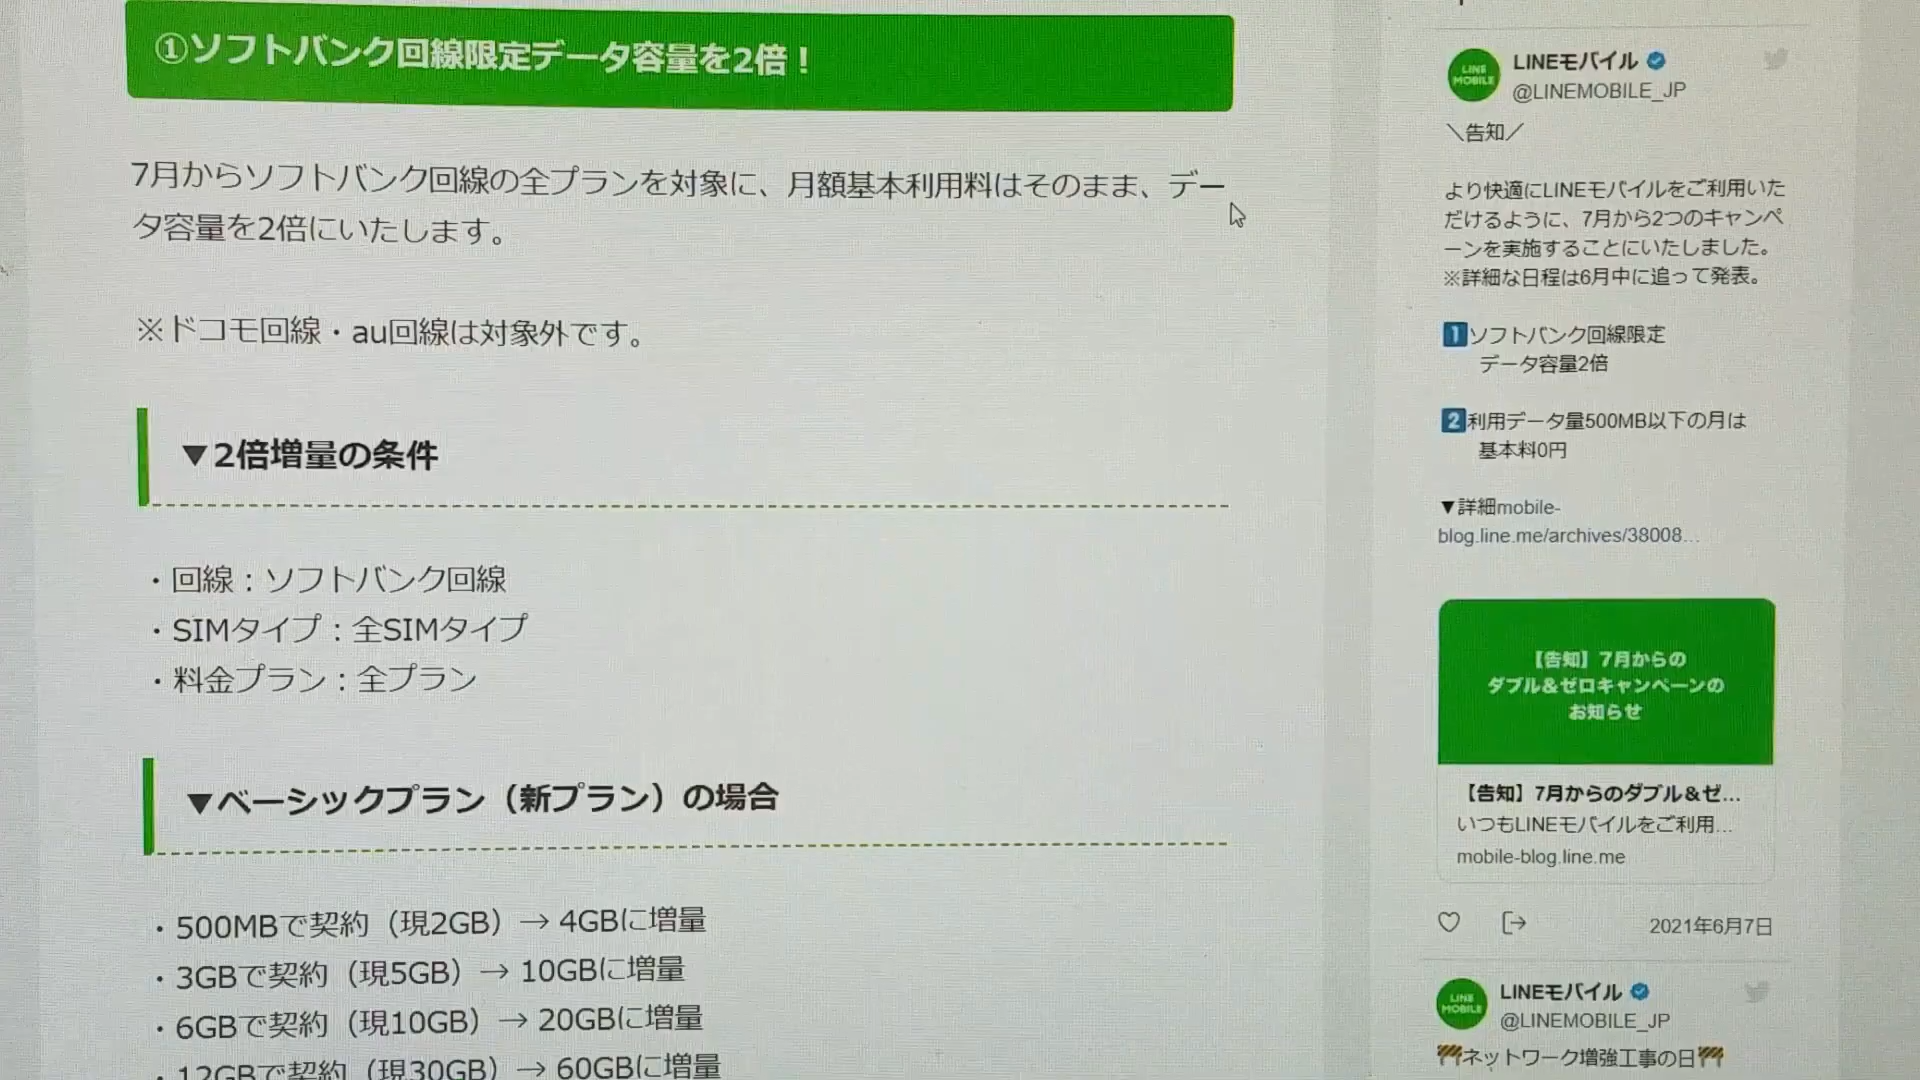 ①ソフトバンク回線限定データ容量を2倍！
7月からソフトバンク回線の全プランを対象に、月額基本利用料はそのまま、デー
タ容量を2倍にいたします。
※ドコモ回線・au回線は対象外です。
▼2倍増量の条件
・回線：ソフトバンク回線
・SIMタイプ：全SIMタイプ
・料金プラン：全プラン
▼ベーシックプラン（新プラン）の場合
・500MBで契約（現2GB）→ 4GBに増量
・3GBで契約（現5GB）→ 10GBに増量
・6GBで契約（現10GB）→ 20GBに増量
・12GBで契約（現30GB）→ 60GBに増量
LINE MOBILE
LINEモバイル
@LINEMOBILE_JP
＼告知／
より快適にLINEモバイルをご利用いた
だけるように、7月から2つのキャンペ
ーンを実施することにいたしました。
※詳細な日程は6月中に追って発表。
1 ソフトバンク回線限定
データ容量2倍
2 利用データ量500MB以下の月は
基本料0円
▼詳細mobile-
blog.line.me/archives/38008…
【告知】7月からの
ダブル&ゼロキャンペーンの
お知らせ
【告知】7月からのダブル&ゼ…
いつもLINEモバイルをご利用…
mobile-blog.line.me
2021年6月7日
LINE MOBILE
LINEモバイル
@LINEMOBILE_JP
🚧ネットワーク増強工事の日🚧